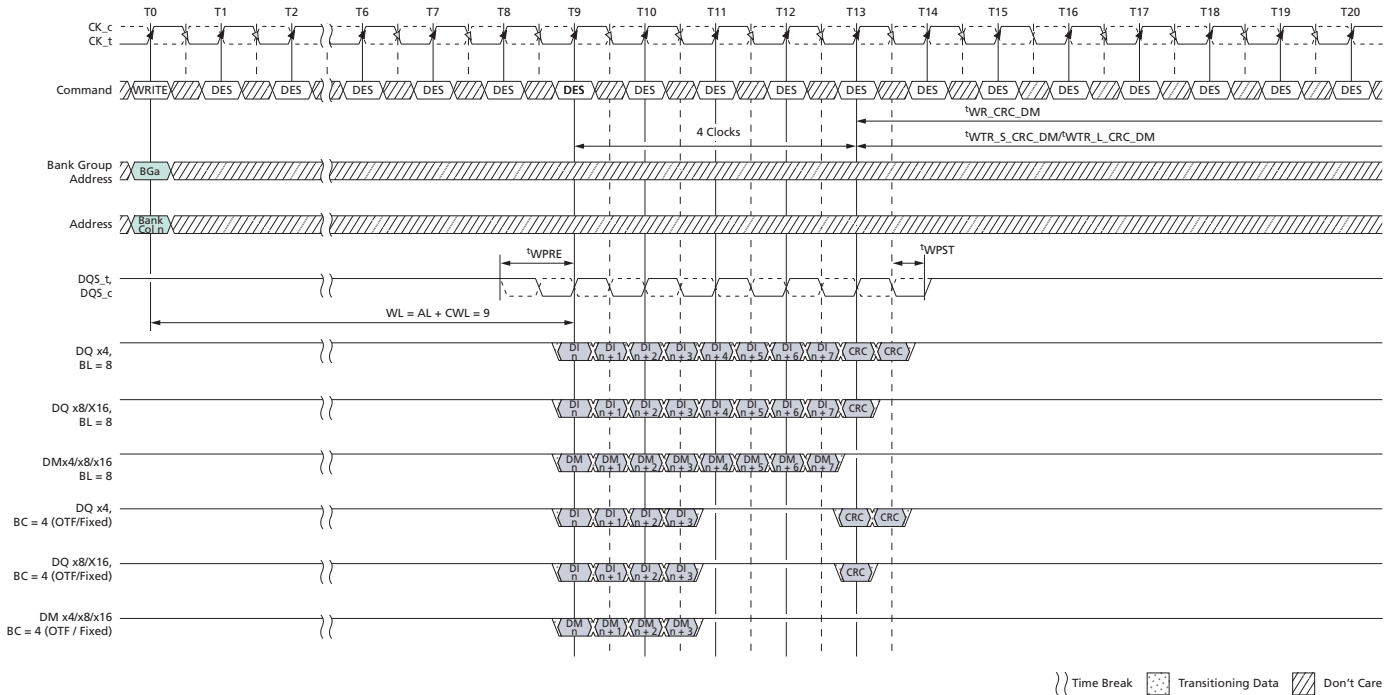 T0 T1 T2 T6 T7 T8 T9 T10 T11 T12 T13 T14 T15 T16 T17 T18 T19 T20
CK_c
CK_t
Command WRITE DES DES DES DES DES DES DES DES DES DES DES DES DES DES DES DES DES
tWR_CRC_DM
4 Clocks
tWTR_S_CRC_DM/tWTR_L_CRC_DM
Bank Group
Address
BGa
Address
Bank
Col n
tWPRE
tWPST
DQS_t,
DQS_c
WL = AL + CWL = 9
DQ x4,
BL = 8
DI n DI n + 1 DI n + 2 DI n + 3 DI n + 4 DI n + 5 DI n + 6 DI n + 7 CRC CRC
DQ x8/X16,
BL = 8
DI n DI n + 1 DI n + 2 DI n + 3 DI n + 4 DI n + 5 DI n + 6 DI n + 7 CRC
DMx4/x8/x16
BL = 8
DM n DM n + 1 DM n + 2 DM n + 3 DM n + 4 DM n + 5 DM n + 6 DM n + 7
DQ x4,
BC = 4 (OTF/Fixed)
DI n DI n + 1 DI n + 2 DI n + 3 CRC CRC
DQ x8/X16,
BC = 4 (OTF/Fixed)
DI n DI n + 1 DI n + 2 DI n + 3 CRC
DM x4/x8/x16
BC = 4 (OTF / Fixed)
DM n DM n + 1 DM n + 2 DM n + 3
Time Break Transitioning Data Don't Care